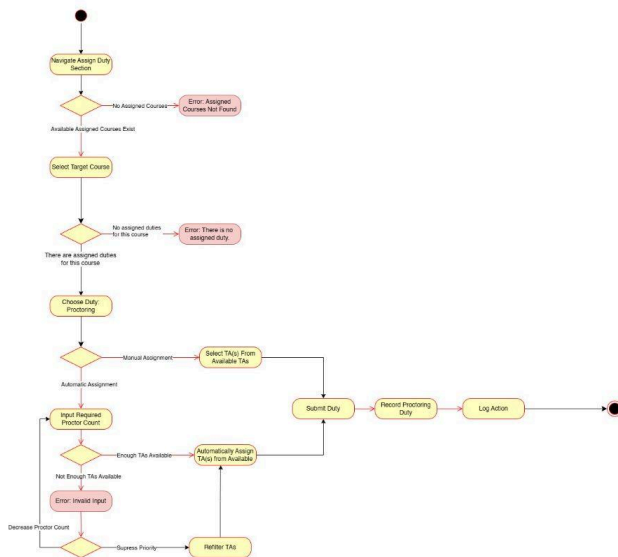 Navigate Assign Duty
Section
No Assigned Courses
Error: Assigned
Courses Not Found
Available Assigned Courses Exist
Select Target Course
No assigned duties
for this course
Error: There is no
assigned duty.
There are assigned duties
for this course
Choose Duty:
Proctoring
Manual Assignment
Select TA(s) From
Available TAs
Automatic Assignment
Input Required
Proctor Count
Submit Duty
Record Proctoring
Duty
Log Action
Enough TAs Available
Automatically Assign
TA(s) from Available
Not Enough TAs Available
Error: Invalid Input
Decrease Proctor Count
Supress Priority
Refilter TAs